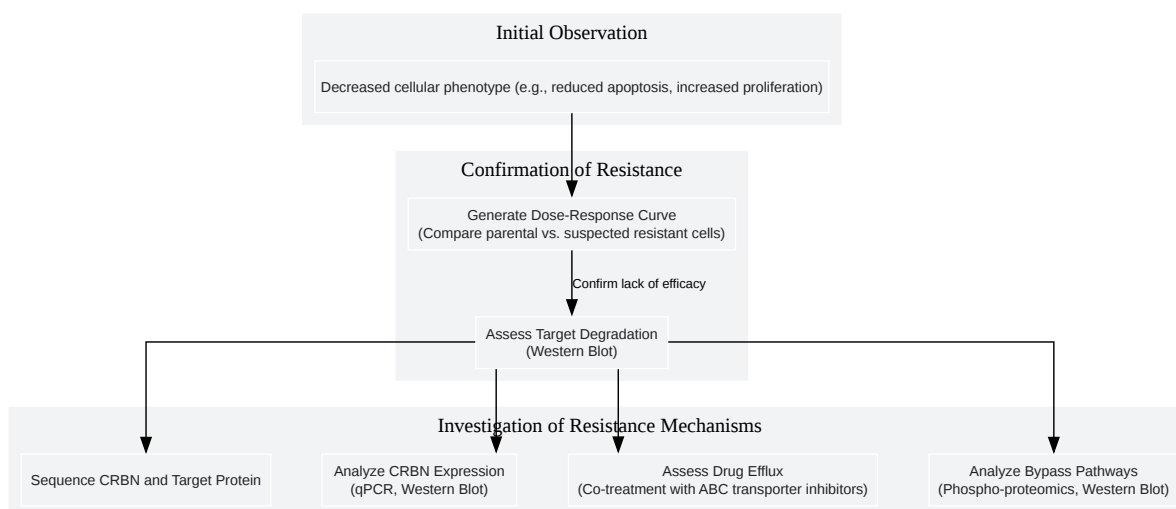 Initial Observation
Decreased cellular phenotype (e.g., reduced apoptosis, increased proliferation)
Confirmation of Resistance
Generate Dose-Response Curve
(Compare parental vs. suspected resistant cells)
Confirm lack of efficacy
Assess Target Degradation
(Western Blot)
Investigation of Resistance Mechanisms
Sequence CRBN and Target Protein
Analyze CRBN Expression
(qPCR, Western Blot)
Assess Drug Efflux
(Co-treatment with ABC transporter inhibitors)
Analyze Bypass Pathways
(Phospho-proteomics, Western Blot)